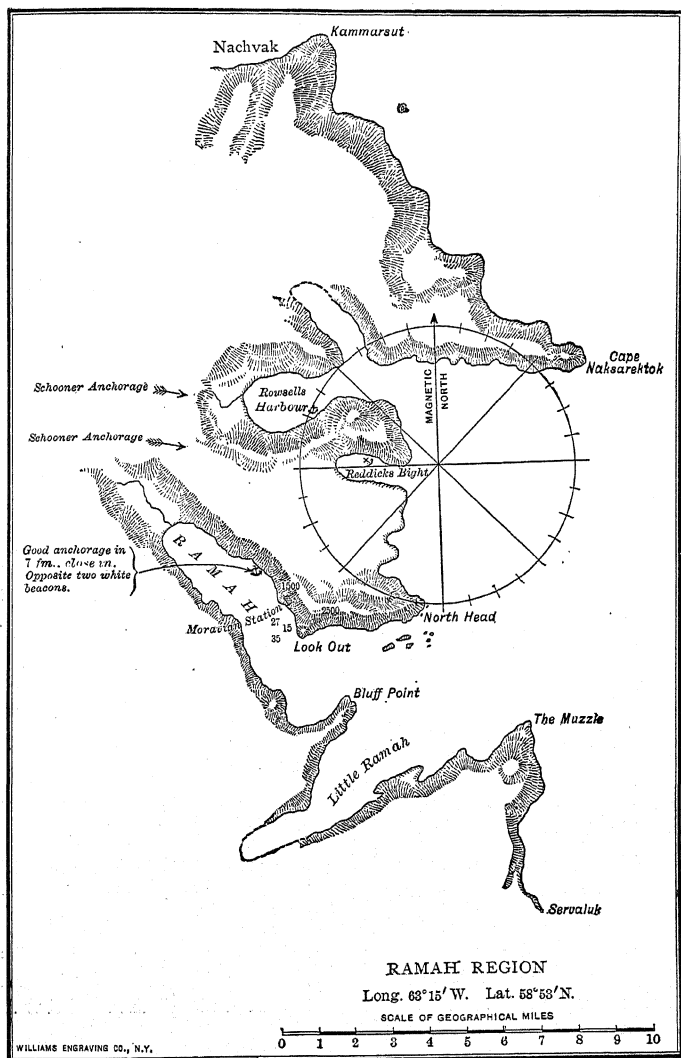 Kammarsut
Nachvak
Cape
Naksarektok
MAGNETIC
NORTH
Schooner Anchorage
Rowsells
Harbour
Schooner Anchorage
Reddicks Bight
Good anchorage in
7 fm., close in.
Opposite two white
beacons.
RAMAH
1500
2500
Moravian Station
27
15
35
North Head
Look Out
Bluff Point
The Muzzle
Little Ramah
Servaluk
RAMAH REGION
Long. 63°15′ W. Lat. 58°53′ N.
SCALE OF GEOGRAPHICAL MILES
0 1 2 3 4 5 6 7 8 9 10
WILLIAMS ENGRAVING CO., N.Y.